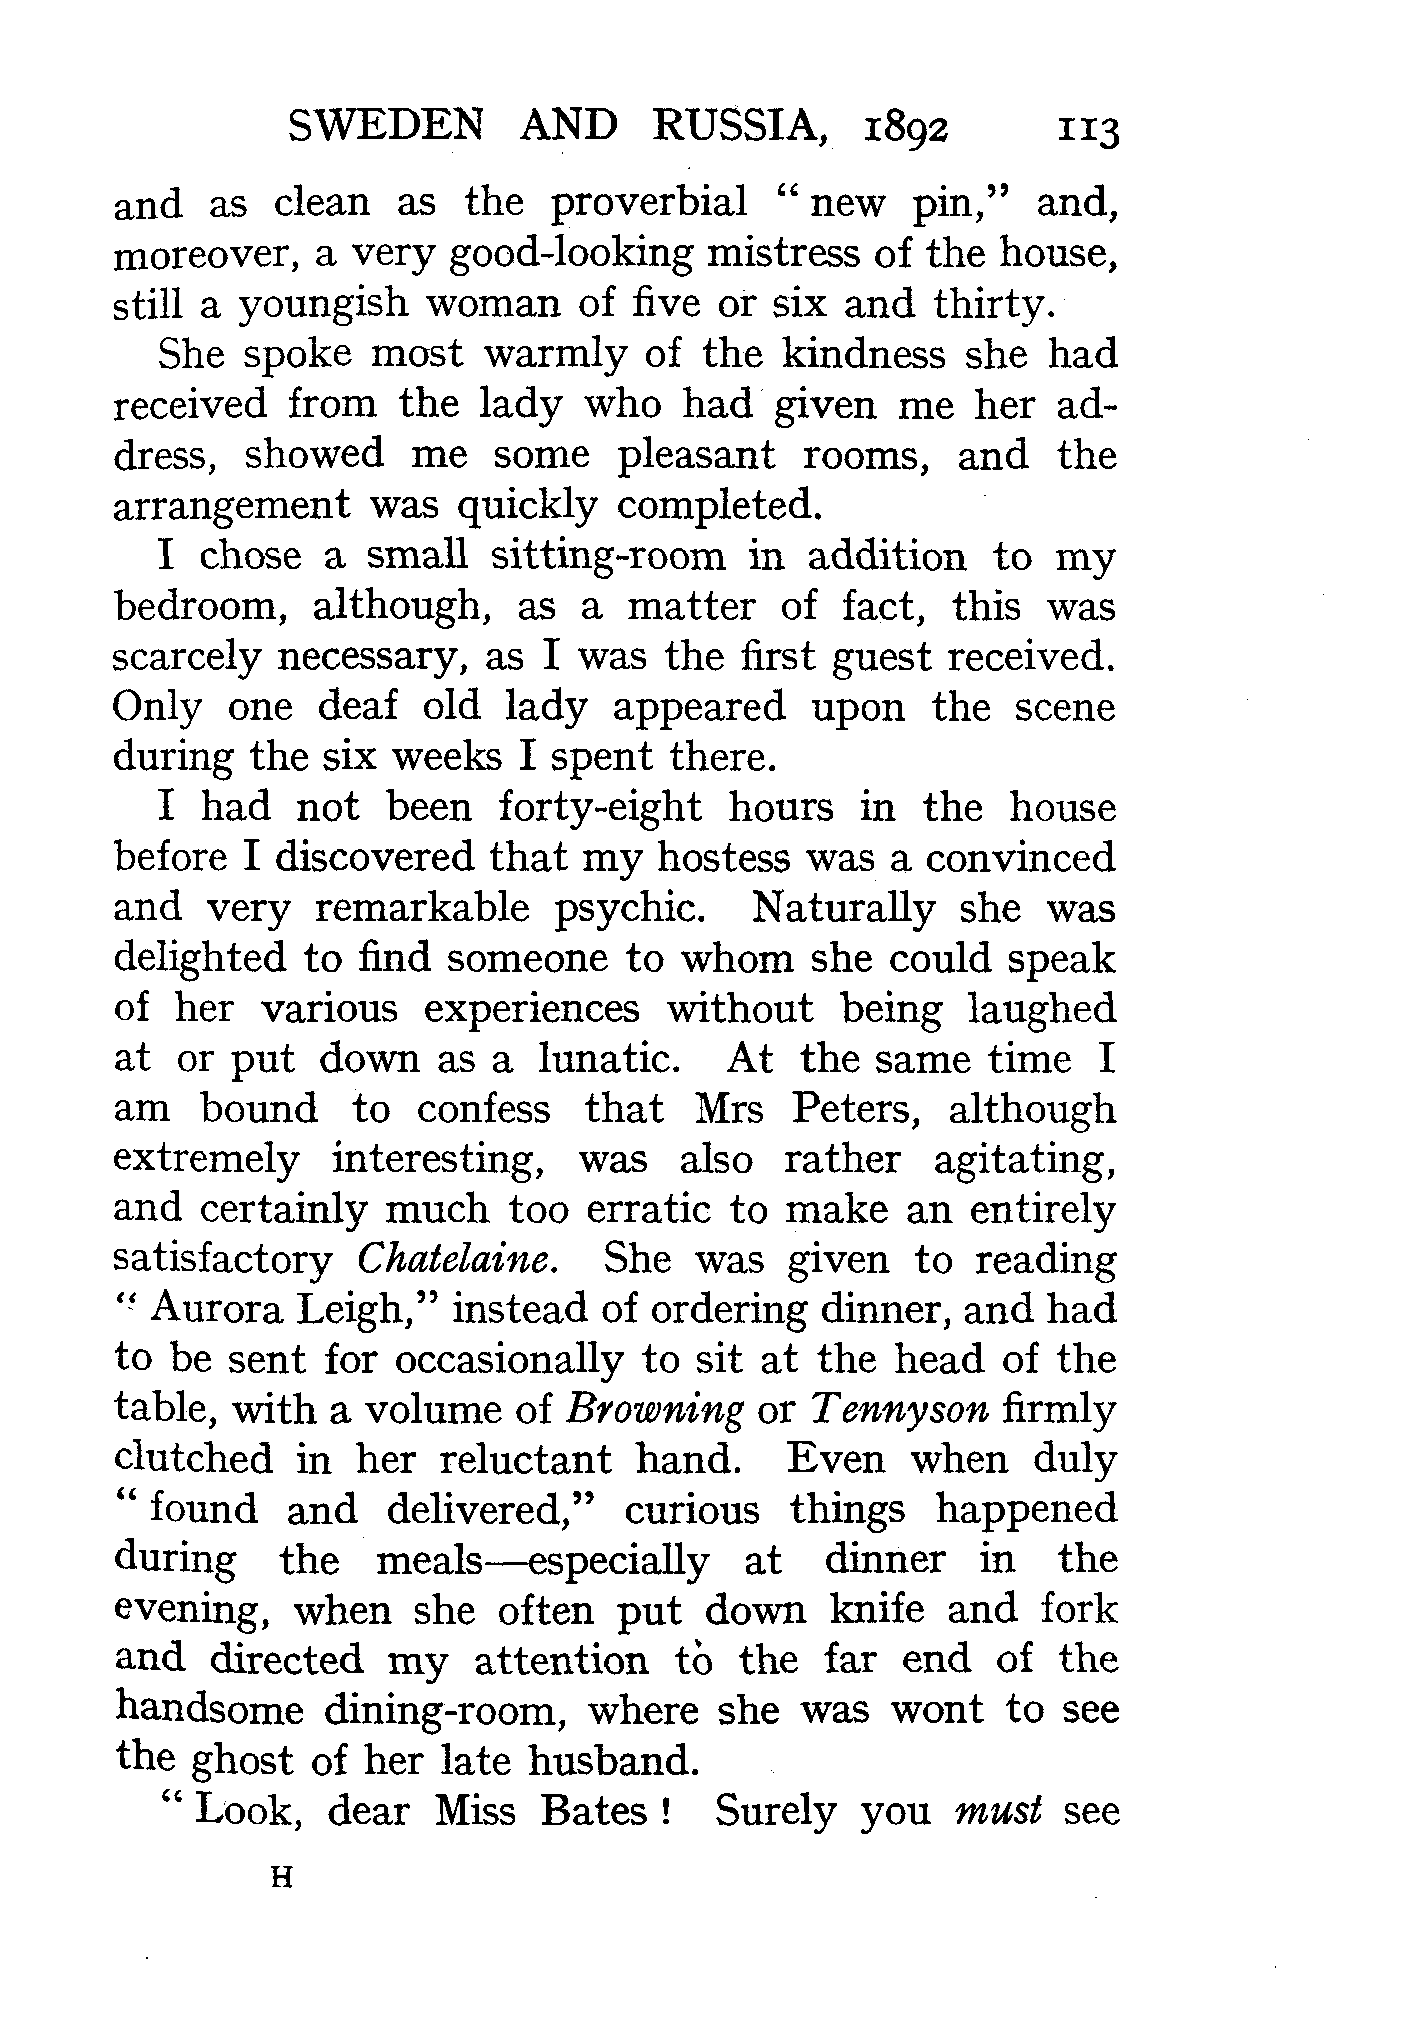 SWEDEN AND RUSSIA, 1892 113
and as clean as the proverbial " new pin," and,
moreover, a very good-looking mistress of the house,
still a youngish woman of five or six and thirty.
She spoke most warmly of the kindness she had
received from the lady who had given me her ad-
dress, showed me some pleasant rooms, and the
arrangement was quickly completed.
I chose a small sitting-room in addition to my
bedroom, although, as a matter of fact, this was
scarcely necessary, as I was the first guest received.
Only one deaf old lady appeared upon the scene
during the six weeks I spent there.
I had not been forty-eight hours in the house
before I discovered that my hostess was a convinced
and very remarkable psychic. Naturally she was
delighted to find someone to whom she could speak
of her various experiences without being laughed
at or put down as a lunatic. At the same time I
am bound to confess that Mrs Peters, although
extremely interesting, was also rather agitating,
and certainly much too erratic to make an entirely
satisfactory Chatelaine. She was given to reading
" Aurora Leigh," instead of ordering dinner, and had
to be sent for occasionally to sit at the head of the
table, with a volume of Browning or Tennyson firmly
clutched in her reluctant hand. Even when duly
" found and delivered," curious things happened
during the meals—especially at dinner in the
evening, when she often put down knife and fork
and directed my attention to the far end of the
handsome dining-room, where she was wont to see
the ghost of her late husband.
" Look, dear Miss Bates ! Surely you must see
H